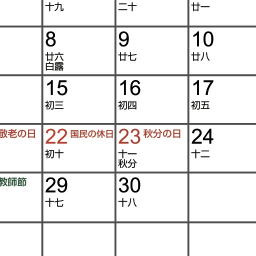 十九 二十 廿一
8 9 10
廿六 廿七 廿八
白露
15 16 17
初三 初四 初五
敬老の日 22 国民の休日 23 秋分の日 24
初十 十一 十二
秋分
教師節 29 30
十七 十八